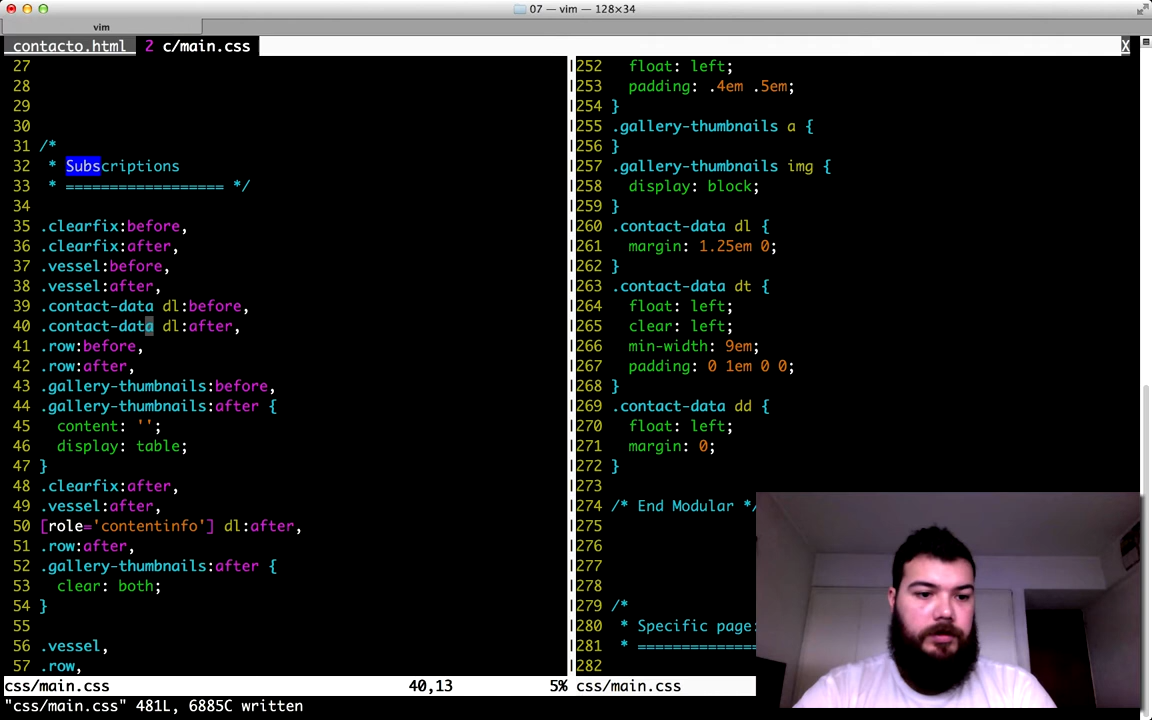 07 — vim — 128×34
vim
contacto.html 2 c/main.css X
27
28
29
30
31 /*
32 * Subscriptions
33 * ================== */
34
35 .clearfix:before,
36 .clearfix:after,
37 .vessel:before,
38 .vessel:after,
39 .contact-data dl:before,
40 .contact-data dl:after,
41 .row:before,
42 .row:after,
43 .gallery-thumbnails:before,
44 .gallery-thumbnails:after {
45 content: '';
46 display: table;
47 }
48 .clearfix:after,
49 .vessel:after,
50 [role='contentinfo'] dl:after,
51 .row:after,
52 .gallery-thumbnails:after {
53 clear: both;
54 }
55
56 .vessel,
57 .row,
css/main.css 40,13 5%
"css/main.css" 481L, 6885C written
252 float: left;
253 padding: .4em .5em;
254 }
255 .gallery-thumbnails a {
256 }
257 .gallery-thumbnails img {
258 display: block;
259 }
260 .contact-data dl {
261 margin: 1.25em 0;
262 }
263 .contact-data dt {
264 float: left;
265 clear: left;
266 min-width: 9em;
267 padding: 0 1em 0 0;
268 }
269 .contact-data dd {
270 float: left;
271 margin: 0;
272 }
273
274 /* End Modular */
275
276
277
278
279 /*
280 * Specific page
281 * =============
282
css/main.css